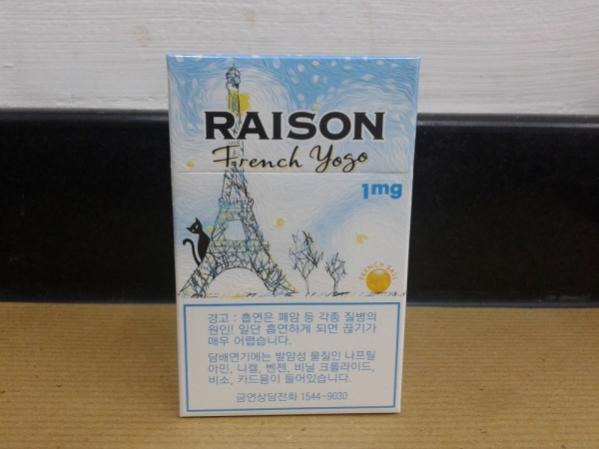 RAISON
French Yogo
1mg
FRENCH BALL
경고 : 흡연은 폐암 등 각종 질병의
원인! 일단 흡연하게 되면 끊기가
매우 어렵습니다.
담배연기에는 발암성 물질인 나프틸
아민, 니켈, 벤젠, 비닐 크롤라이드,
비소, 카드뮴이 들어있습니다.
금연상담전화 1544-9030